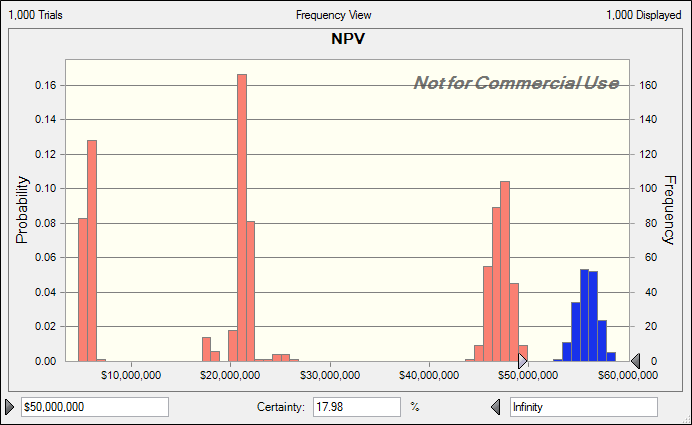 1,000 Trials Frequency View 1,000 Displayed
NPV
Not for Commercial Use
Probability
Frequency
0.16 160
0.14 140
0.12 120
0.10 100
0.08 80
0.06 60
0.04 40
0.02 20
0.00 0
$10,000,000 $20,000,000 $30,000,000 $40,000,000 $50,000,000 $60,000,000
$50,000,000 Certainty: 17.98 % Infinity